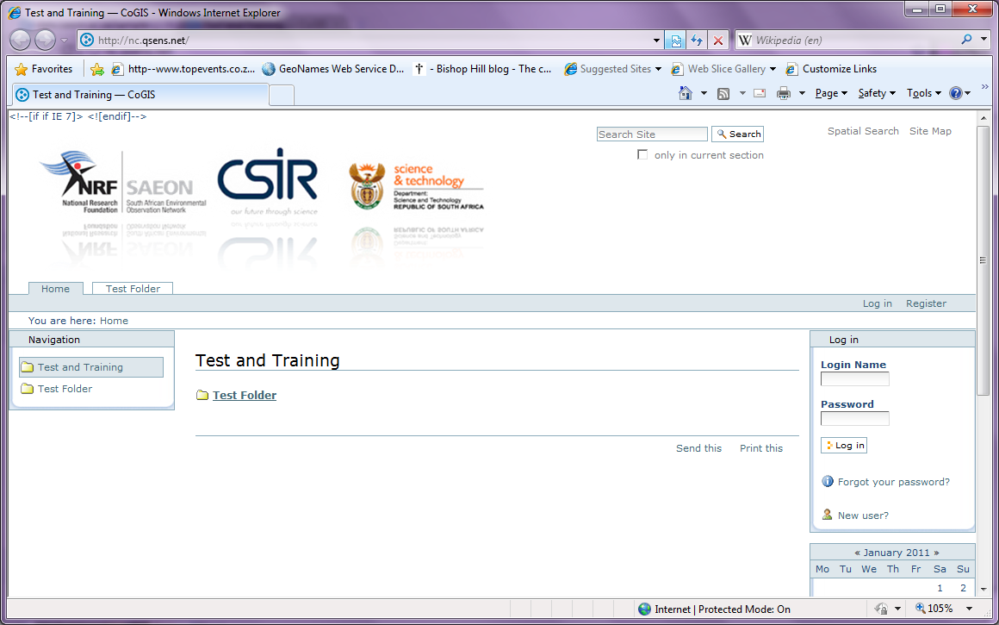 Test and Training — CoGIS - Windows Internet Explorer
http://nc.qsens.net/
Wikipedia (en)
Favorites
http--www.topevents.co.z...
GeoNames Web Service D...
- Bishop Hill blog - The c...
Suggested Sites
Web Slice Gallery
Customize Links
Test and Training — CoGIS
Page
Safety
Tools
<!--[if if IE 7]> <![endif]-->
Search Site
Search
Spatial Search
Site Map
only in current section
NRF
National Research
Foundation
SAEON
South African Environmental
Observation Network
CSIR
our future through science
science
& technology
Department:
Science and Technology
REPUBLIC OF SOUTH AFRICA
Home
Test Folder
Log in
Register
You are here: Home
Navigation
Test and Training
Test Folder
Test and Training
Test Folder
Send this
Print this
Log in
Login Name
Password
Log in
Forgot your password?
New user?
« January 2011 »
Mo Tu We Th Fr Sa Su
1 2
Internet | Protected Mode: On
105%